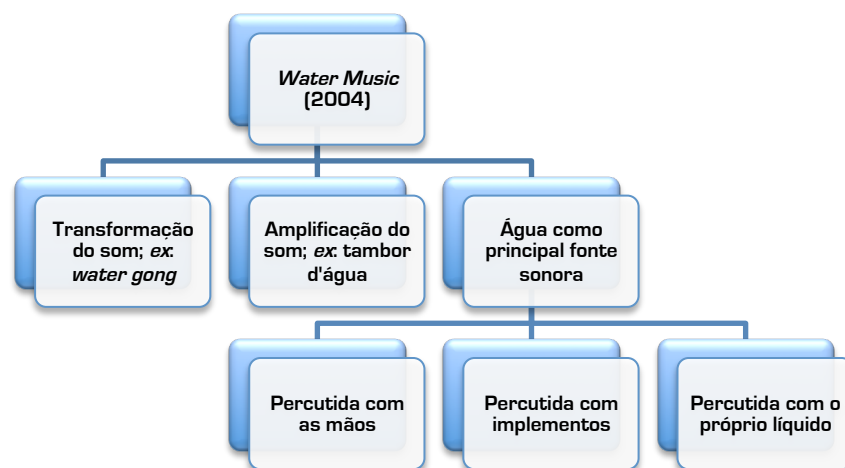 Water Music
(2004)
Transformação
do som; ex:
water gong
Amplificação do
som; ex: tambor
d'água
Água como
principal fonte
sonora
Percutida com
as mãos
Percutida com
implementos
Percutida com o
próprio líquido